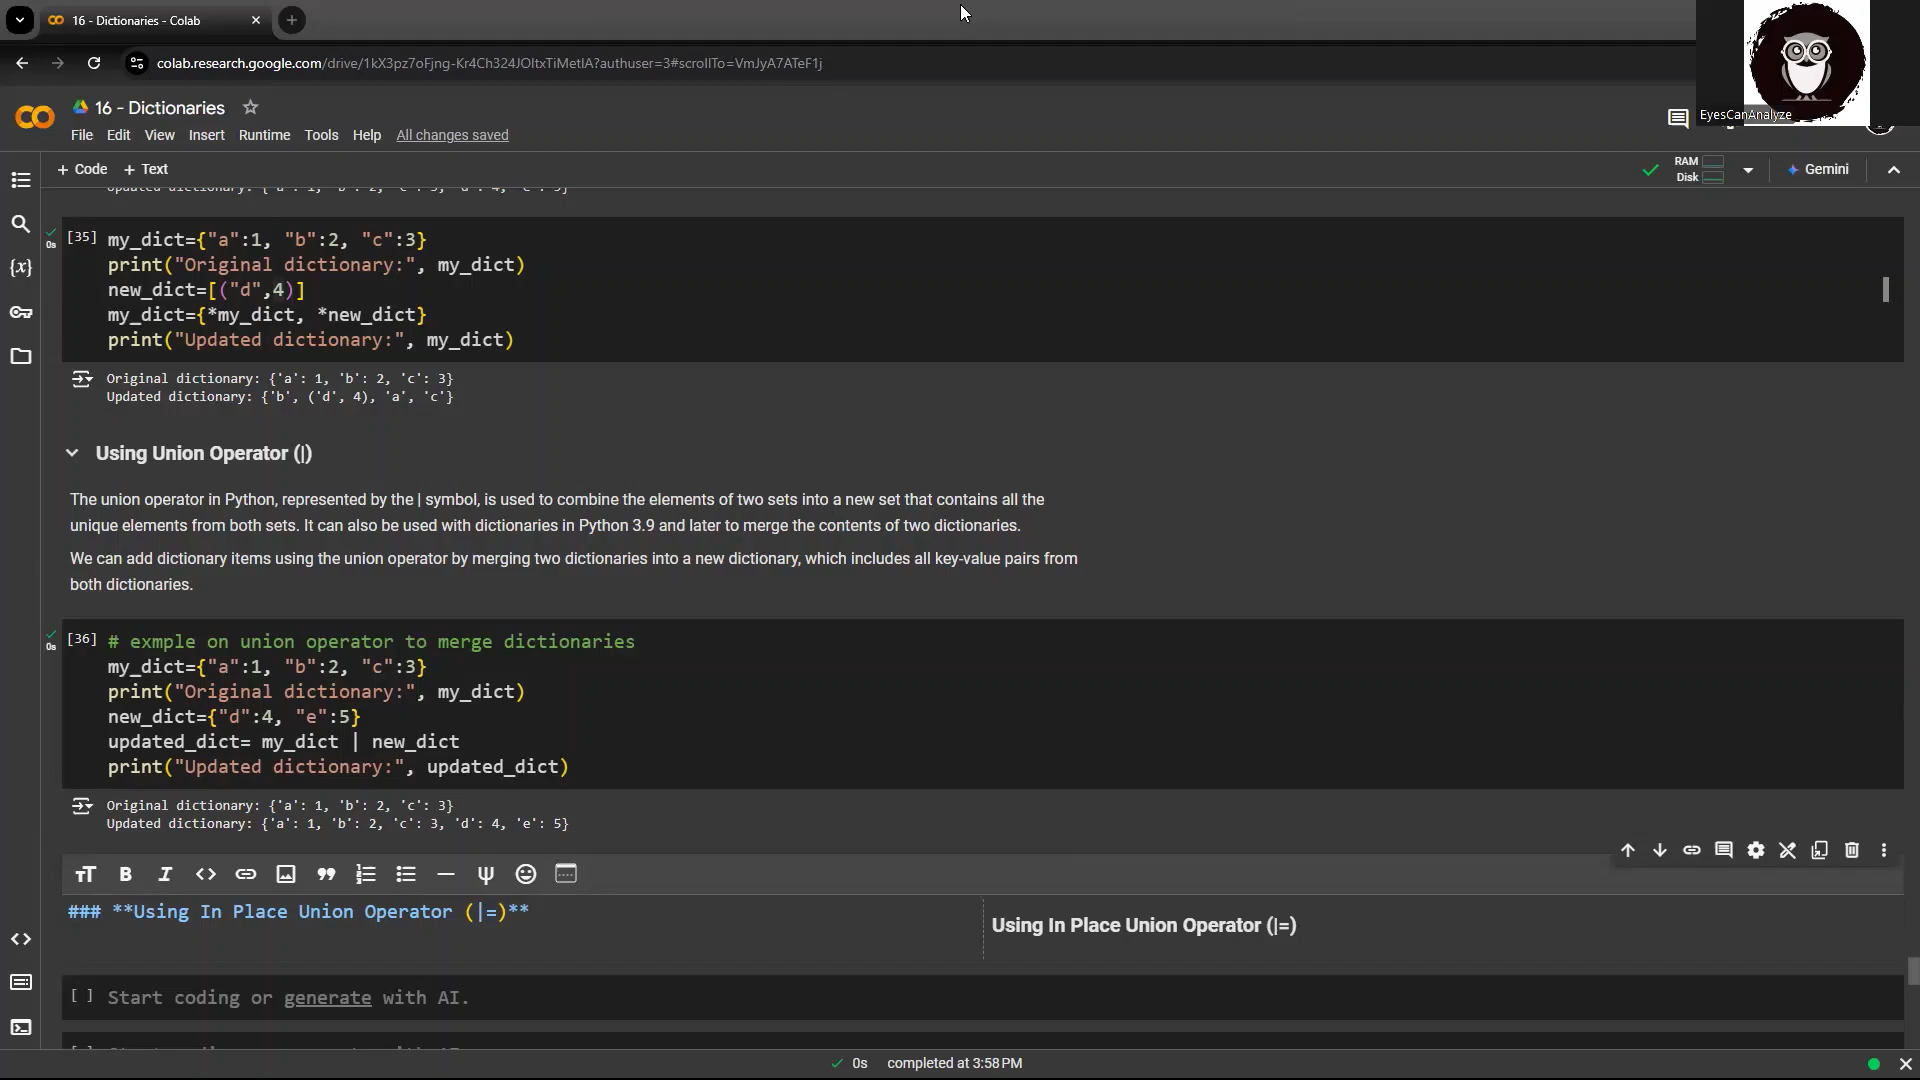 16 - Dictionaries - Colab
colab.research.google.com/drive/1kX3pz7oFjng-Kr4Ch324JOltxTiMetlA?authuser=3#scrollTo=VmJyA7ATeF1j
16 - Dictionaries
EyesCanAnalyze
File Edit View Insert Runtime Tools Help All changes saved
+ Code + Text
RAM
Disk
Gemini
Updated dictionary: {'a': 1, 'b': 2, 'c': 3, 'd': 4, 'e': 5}
[35] my_dict={"a":1, "b":2, "c":3}
0s
print("Original dictionary:", my_dict)
new_dict=[("d",4)]
my_dict={*my_dict, *new_dict}
print("Updated dictionary:", my_dict)
Original dictionary: {'a': 1, 'b': 2, 'c': 3}
Updated dictionary: {'b', ('d', 4), 'a', 'c'}
Using Union Operator (|)
The union operator in Python, represented by the | symbol, is used to combine the elements of two sets into a new set that contains all the
unique elements from both sets. It can also be used with dictionaries in Python 3.9 and later to merge the contents of two dictionaries.
We can add dictionary items using the union operator by merging two dictionaries into a new dictionary, which includes all key-value pairs from
both dictionaries.
[36] # exmple on union operator to merge dictionaries
0s
my_dict={"a":1, "b":2, "c":3}
print("Original dictionary:", my_dict)
new_dict={"d":4, "e":5}
updated_dict= my_dict | new_dict
print("Updated dictionary:", updated_dict)
Original dictionary: {'a': 1, 'b': 2, 'c': 3}
Updated dictionary: {'a': 1, 'b': 2, 'c': 3, 'd': 4, 'e': 5}
### **Using In Place Union Operator (|=)**
Using In Place Union Operator (|=)
[ ] Start coding or generate with AI.
0s completed at 3:58 PM